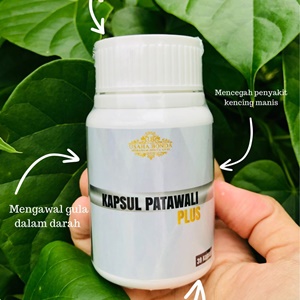 Mencegah penyakit
kencing manis
KAPSUL PATAWALI
PLUS
Mengawal gula
dalam darah